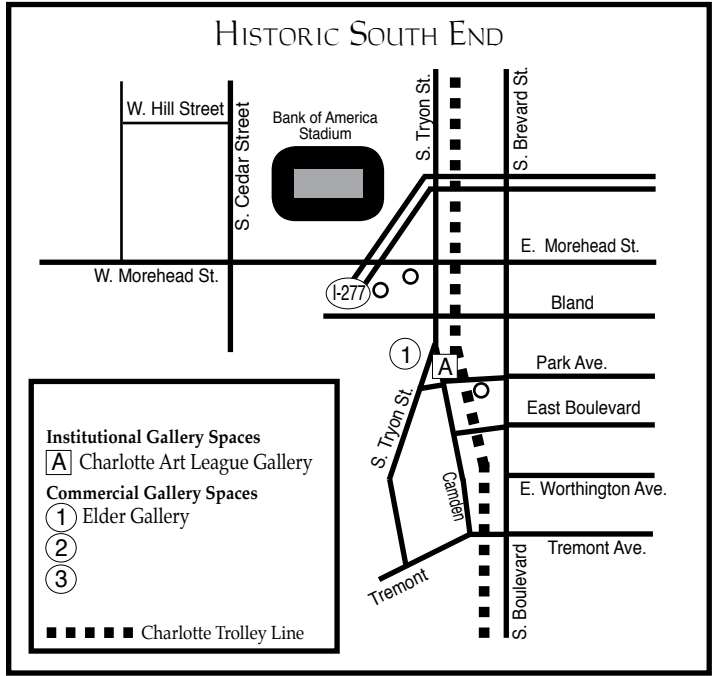 HISTORIC SOUTH END
W. Hill Street
S. Cedar Street
Bank of America
Stadium
S. Tryon St.
S. Brevard St.
E. Morehead St.
W. Morehead St.
I-277
Bland
1
A
Park Ave.
East Boulevard
S. Tryon St.
Camden
E. Worthington Ave.
Tremont Ave.
Tremont
S. Boulevard
Institutional Gallery Spaces
A Charlotte Art League Gallery
Commercial Gallery Spaces
1 Elder Gallery
2
3
Charlotte Trolley Line